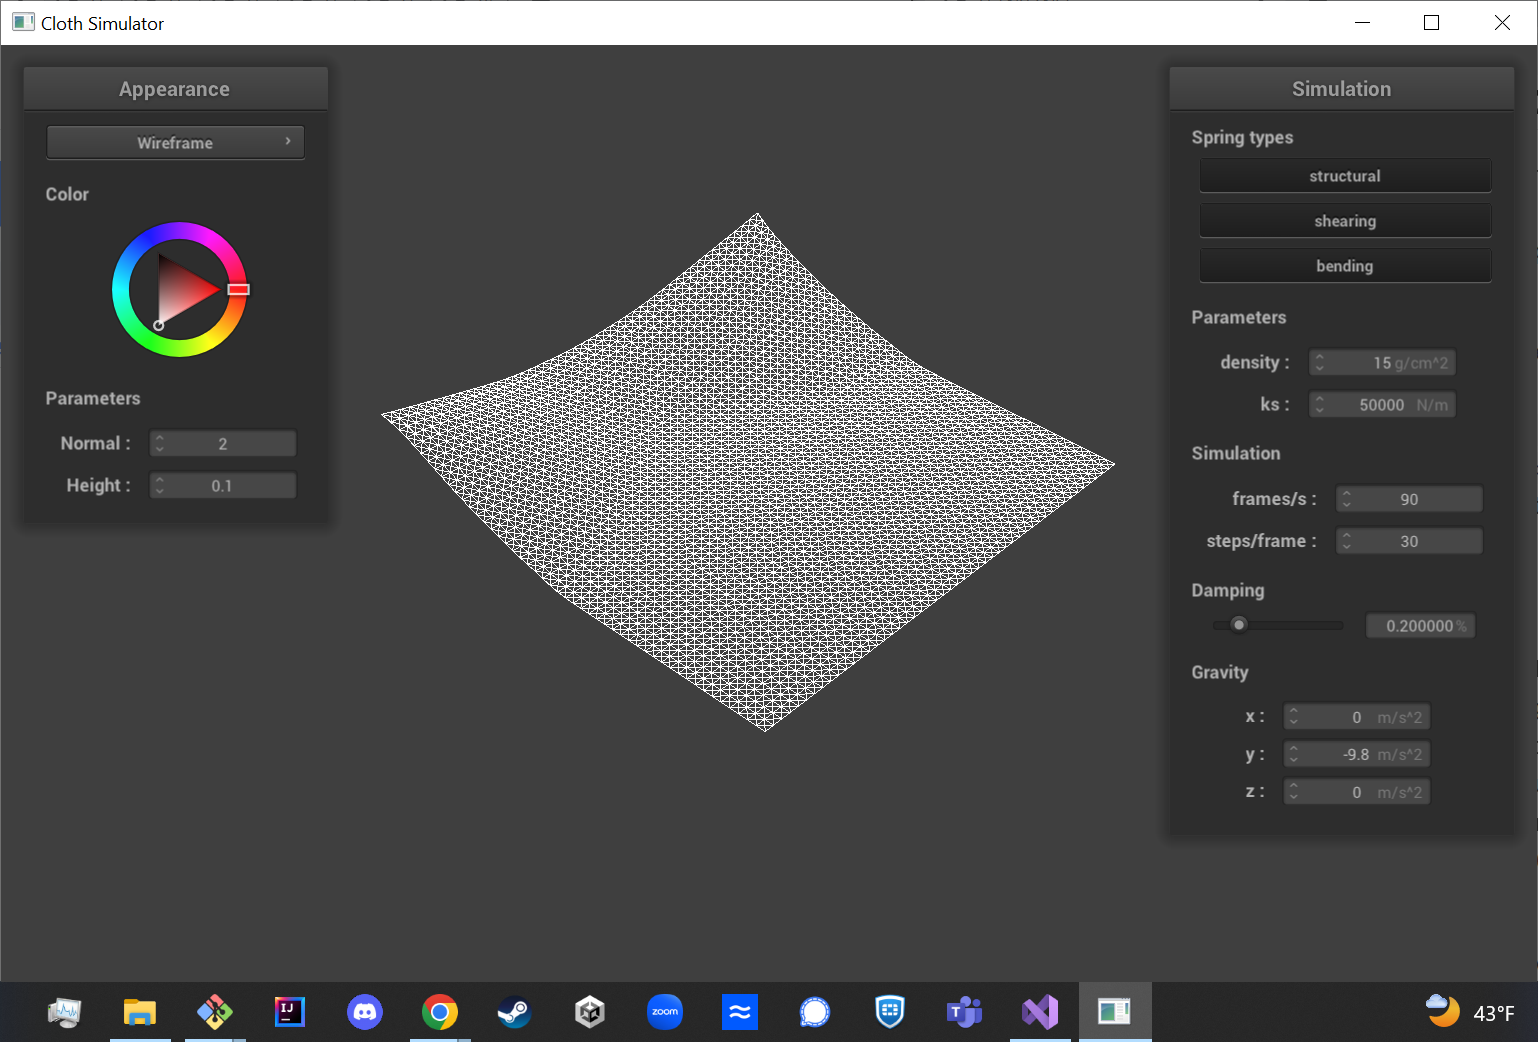 Cloth Simulator
Appearance
Wireframe
Color
Parameters
Normal : 2
Height : 0.1
Simulation
Spring types
structural
shearing
bending
Parameters
density : 15 g/cm^2
ks : 50000 N/m
Simulation
frames/s : 90
steps/frame : 30
Damping
0.200000 %
Gravity
x : 0 m/s^2
y : -9.8 m/s^2
z : 0 m/s^2
IJ
zoom
T
43°F